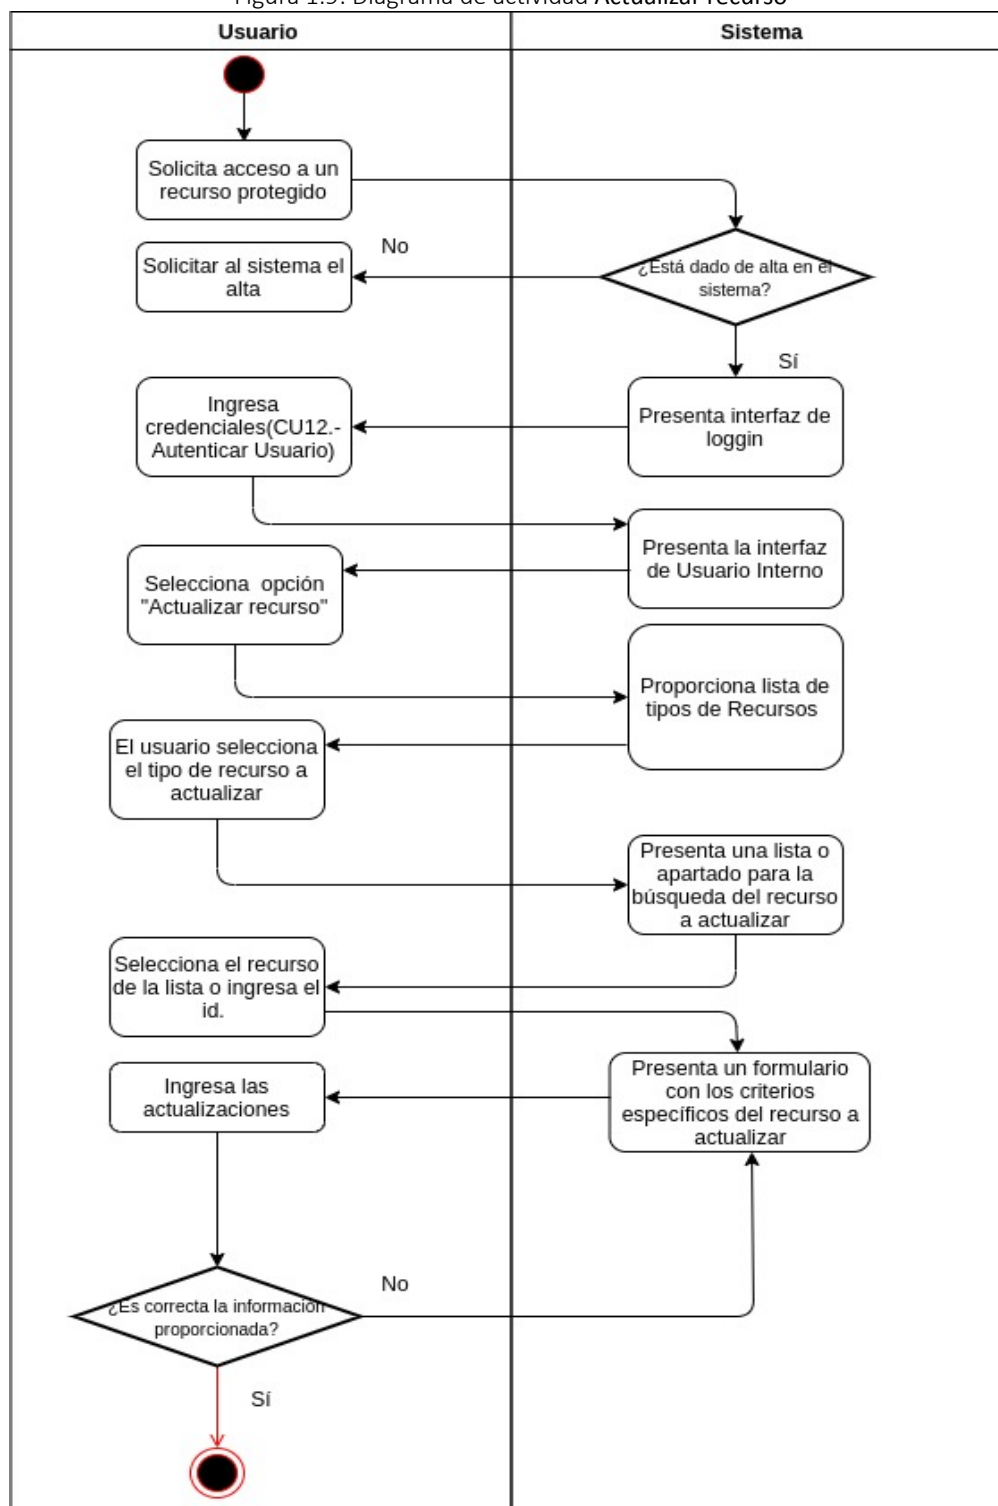 Figura 1.9. Diagrama de actividad Actualizar recurso
Usuario
Sistema
Solicita acceso a un
recurso protegido
No
Solicitar al sistema el
alta
¿Está dado de alta en el
sistema?
Sí
Ingresa
credenciales(CU12.-
Autenticar Usuario)
Presenta interfaz de
loggin
Presenta la interfaz
de Usuario Interno
Selecciona opción
"Actualizar recurso"
Proporciona lista de
tipos de Recursos
El usuario selecciona
el tipo de recurso a
actualizar
Presenta una lista o
apartado para la
búsqueda del recurso
a actualizar
Selecciona el recurso
de la lista o ingresa el
id.
Presenta un formulario
con los criterios
específicos del recurso a
actualizar
Ingresa las
actualizaciones
No
¿Es correcta la información
proporcionada?
Sí